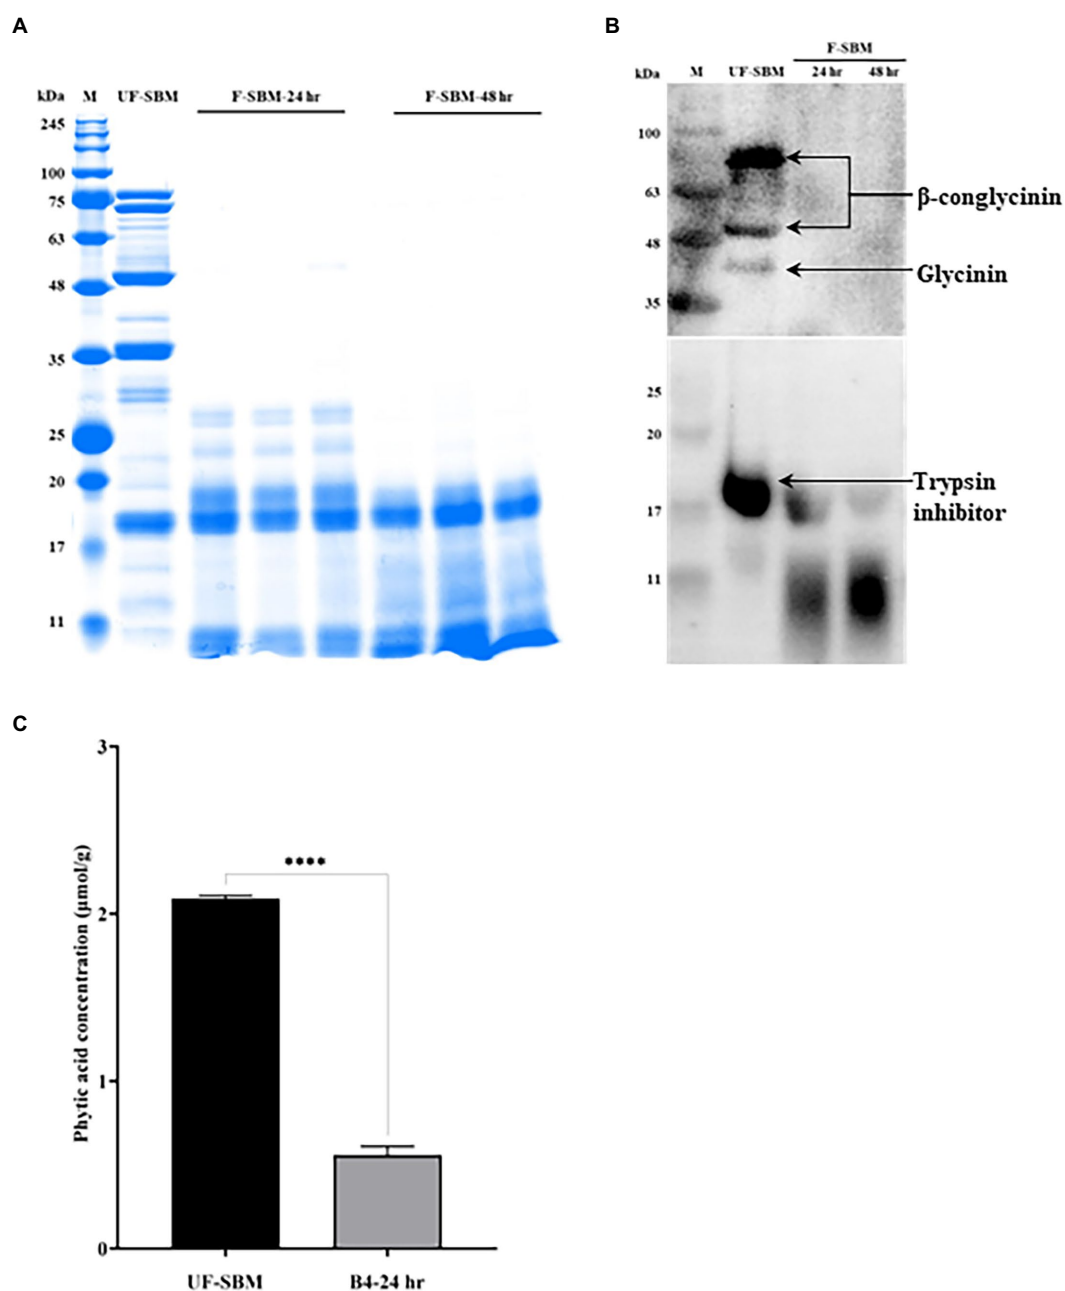 A
kDa M UF-SBM F-SBM-24 hr F-SBM-48 hr
245
100
75
63
48
35
25
20
17
11
B
F-SBM
kDa M UF-SBM 24 hr 48 hr
100
63
48
35
β-conglycinin
Glycinin
25
20
17
11
Trypsin
inhibitor
C
Phytic acid concentration (μmol/g)
3
2
1
0
****
UF-SBM B4-24 hr